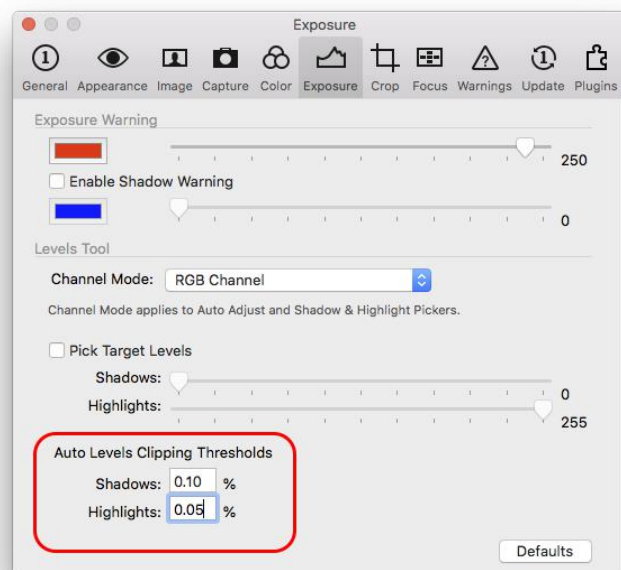 Exposure
General Appearance Image Capture Color Exposure Crop Focus Warnings Update Plugins
Exposure Warning
250
Enable Shadow Warning
0
Levels Tool
Channel Mode: RGB Channel
Channel Mode applies to Auto Adjust and Shadow & Highlight Pickers.
Pick Target Levels
Shadows: 0
Highlights: 255
Auto Levels Clipping Thresholds
Shadows: 0.10 %
Highlights: 0.05 %
Defaults